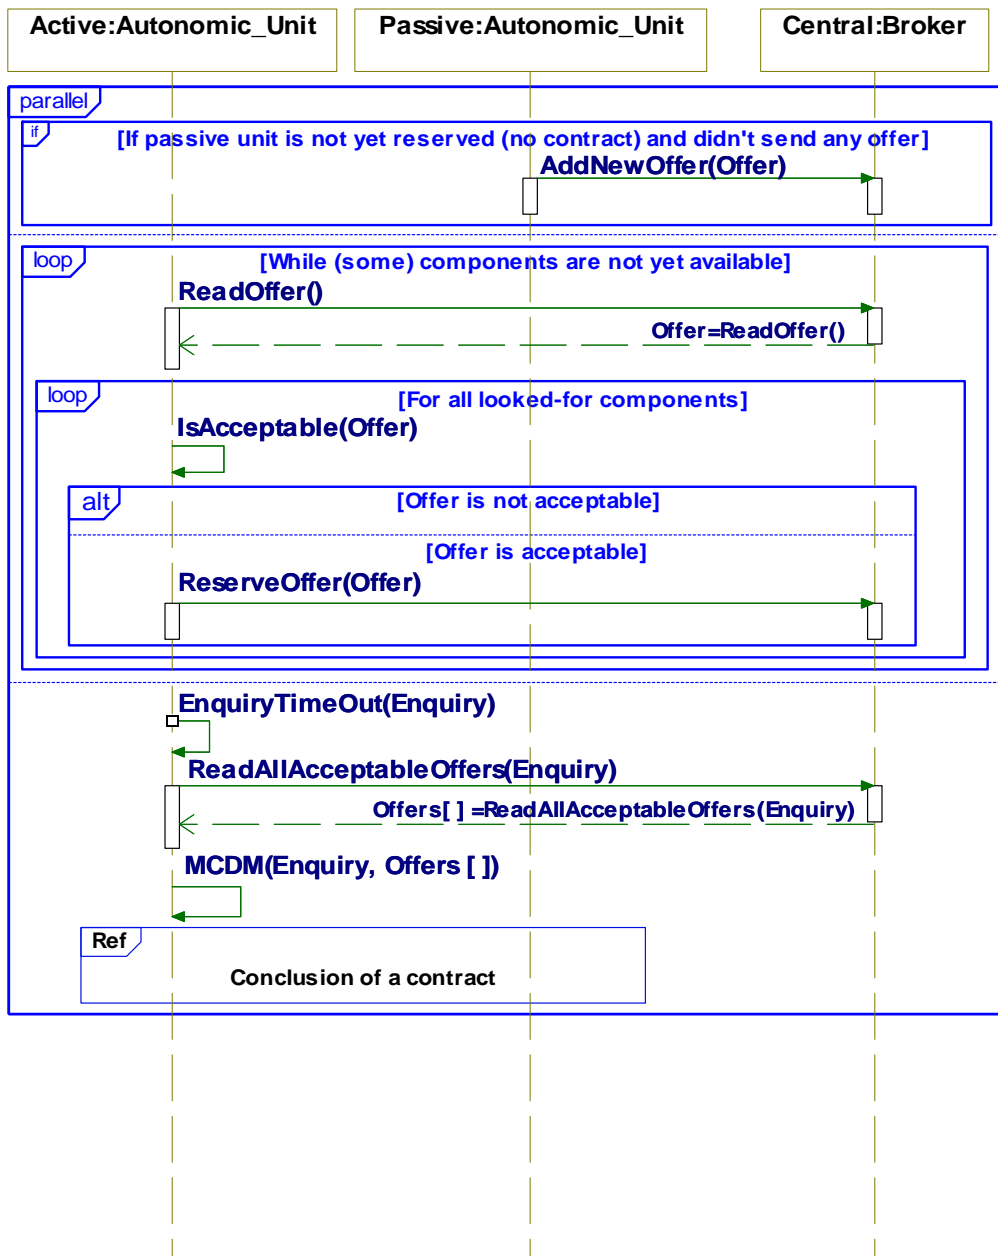 Active:Autonomic_Unit
Passive:Autonomic_Unit
Central:Broker
parallel
if
[If passive unit is not yet reserved (no contract) and didn't send any offer]
AddNewOffer(Offer)
loop
[While (some) components are not yet available]
ReadOffer()
Offer=ReadOffer()
loop
[For all looked-for components]
IsAcceptable(Offer)
alt
[Offer is not acceptable]
[Offer is acceptable]
ReserveOffer(Offer)
EnquiryTimeOut(Enquiry)
ReadAllAcceptableOffers(Enquiry)
Offers[ ] =ReadAllAcceptableOffers(Enquiry)
MCDM(Enquiry, Offers [ ])
Ref
Conclusion of a contract